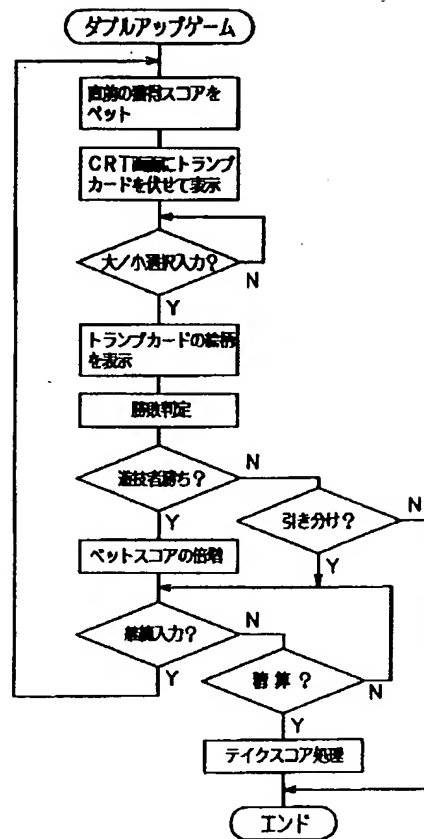 ダブルアップゲーム
直前の獲得スコアを
ベット
CRT画面にトランプ
カードを伏せて表示
大/小選択入力?
N
Y
トランプカードの絵柄
を表示
勝敗判定
遊技者勝ち?
N
Y
引き分け?
N
Y
ベットスコアの倍増
継続入力?
N
Y
?
N
Y
テイクスコア処理
エンド